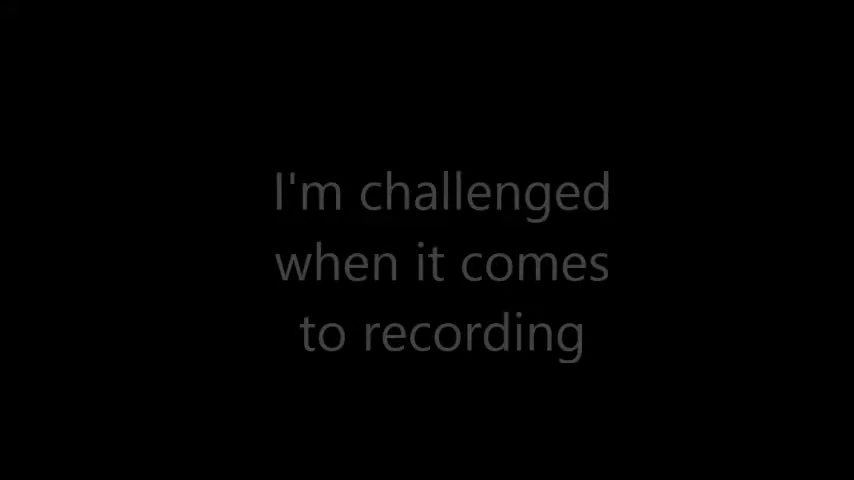 I'm challenged
when it comes
to recording